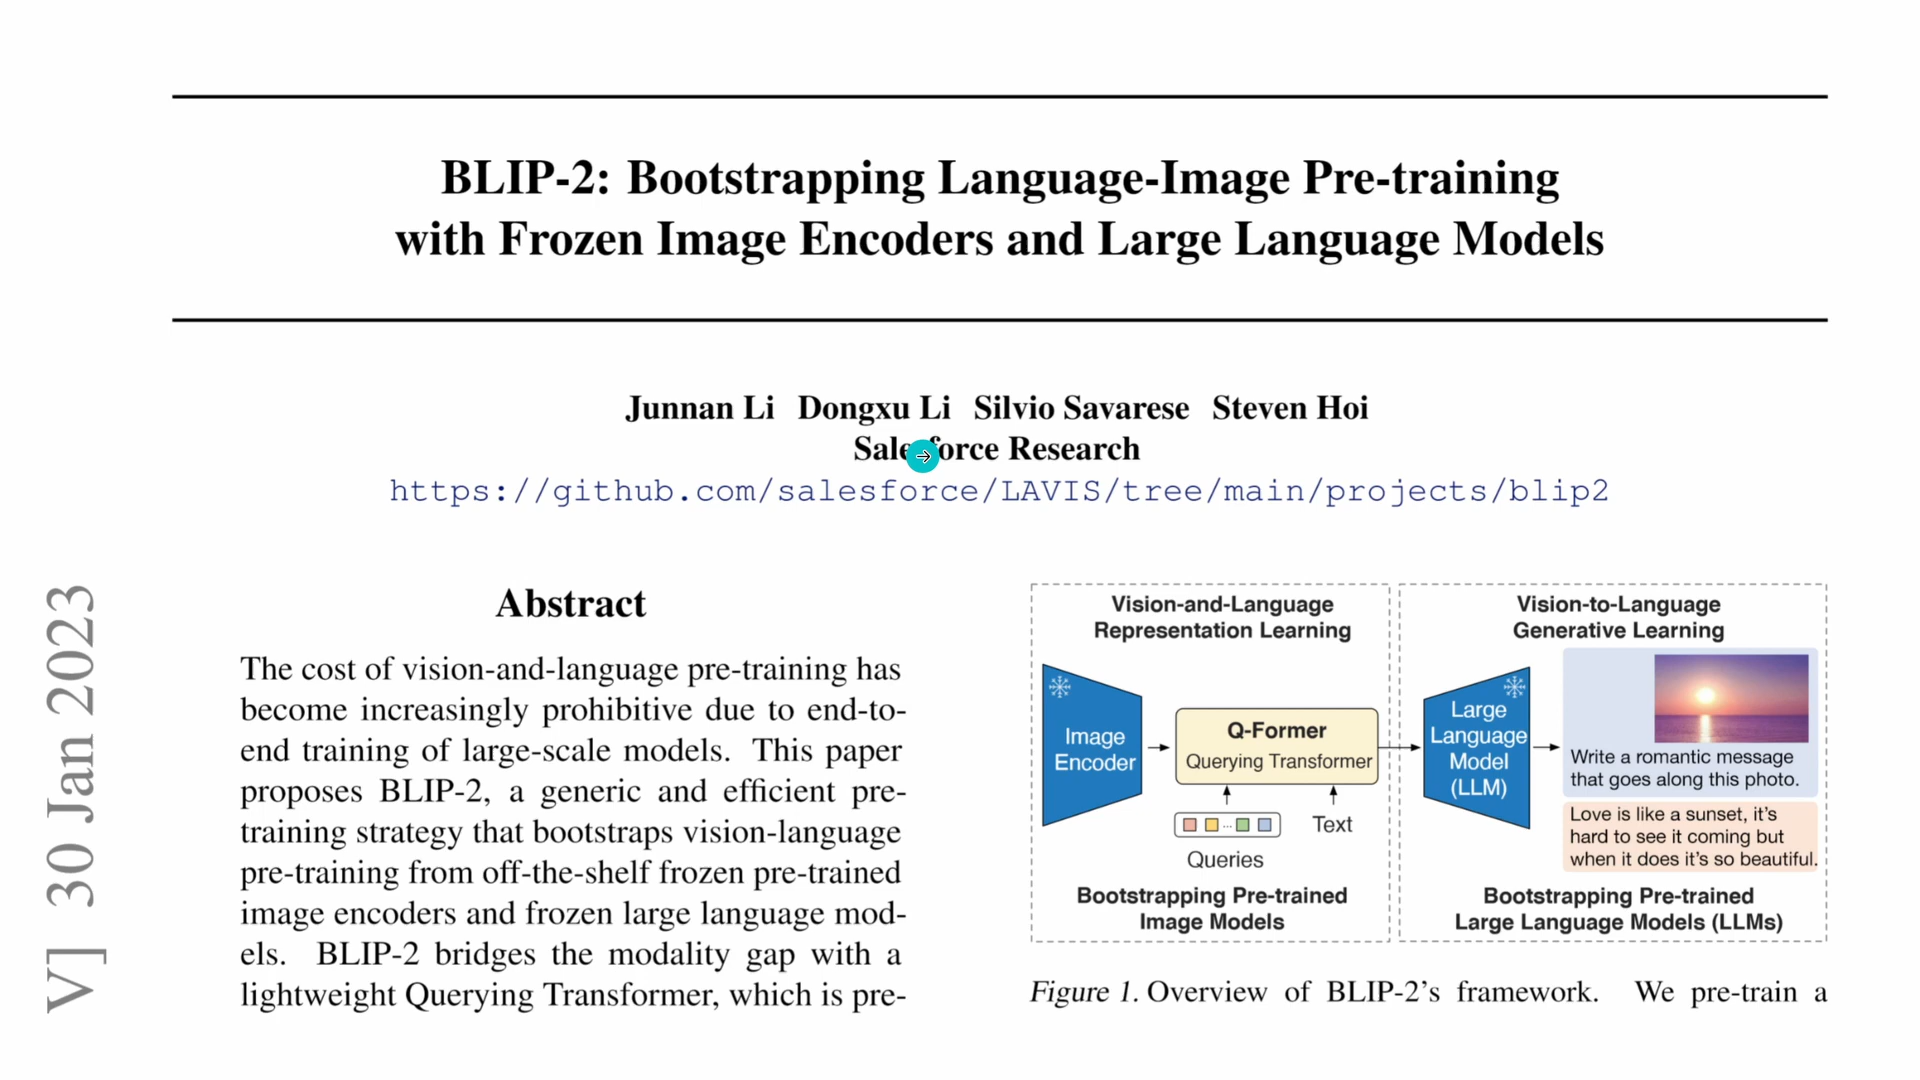 BLIP-2: Bootstrapping Language-Image Pre-training
with Frozen Image Encoders and Large Language Models
Junnan Li Dongxu Li Silvio Savarese Steven Hoi
Salesforce Research
https://github.com/salesforce/LAVIS/tree/main/projects/blip2
V] 30 Jan 2023
Abstract
The cost of vision-and-language pre-training has
become increasingly prohibitive due to end-to-
end training of large-scale models. This paper
proposes BLIP-2, a generic and efficient pre-
training strategy that bootstraps vision-language
pre-training from off-the-shelf frozen pre-trained
image encoders and frozen large language mod-
els. BLIP-2 bridges the modality gap with a
lightweight Querying Transformer, which is pre-
Vision-and-Language
Representation Learning
Image
Encoder
Q-Former
Querying Transformer
...
Queries
Text
Bootstrapping Pre-trained
Image Models
Vision-to-Language
Generative Learning
Large
Language
Model
(LLM)
Write a romantic message
that goes along this photo.
Love is like a sunset, it's
hard to see it coming but
when it does it's so beautiful.
Bootstrapping Pre-trained
Large Language Models (LLMs)
Figure 1. Overview of BLIP-2's framework. We pre-train a